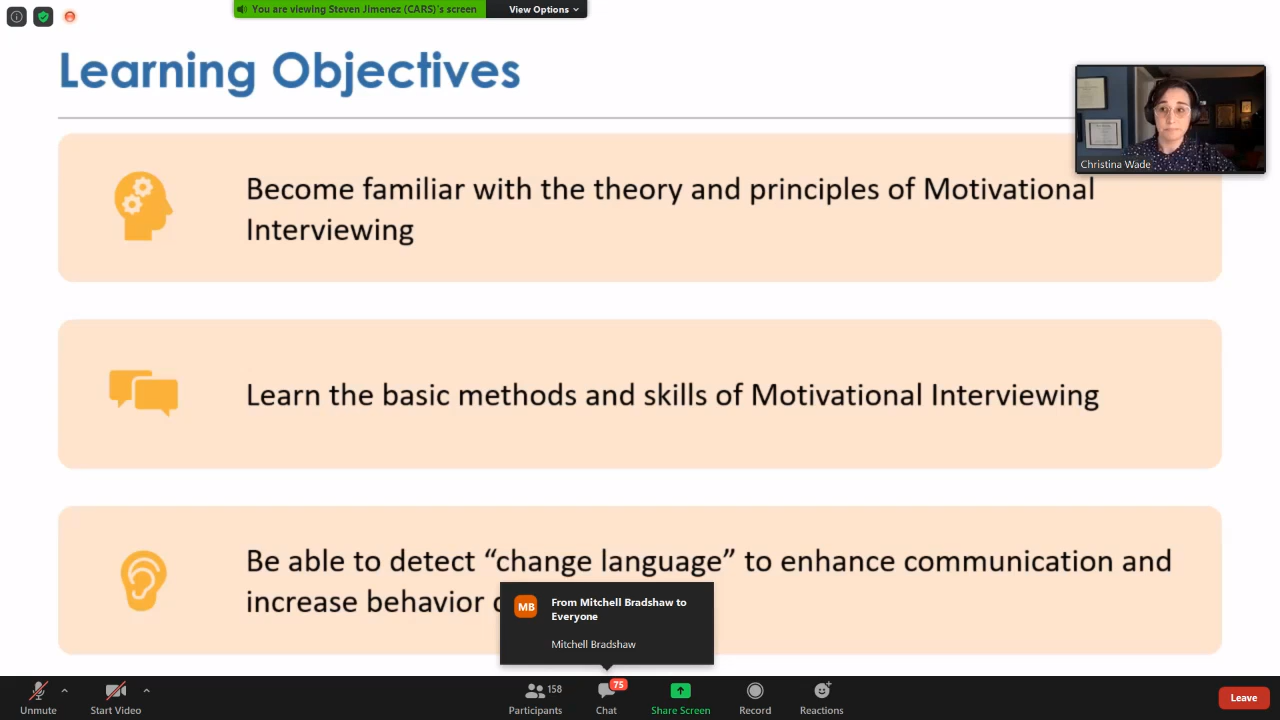 You are viewing Steven Jimenez (CARS)'s screen
View Options
Learning Objectives
Christina Wade
Become familiar with the theory and principles of Motivational
Interviewing
Learn the basic methods and skills of Motivational Interviewing
Be able to detect “change language” to enhance communication and
increase behavior
MB
From Mitchell Bradshaw to
Everyone
Mitchell Bradshaw
Unmute
Start Video
158
Participants
75
Chat
Share Screen
Record
Reactions
Leave